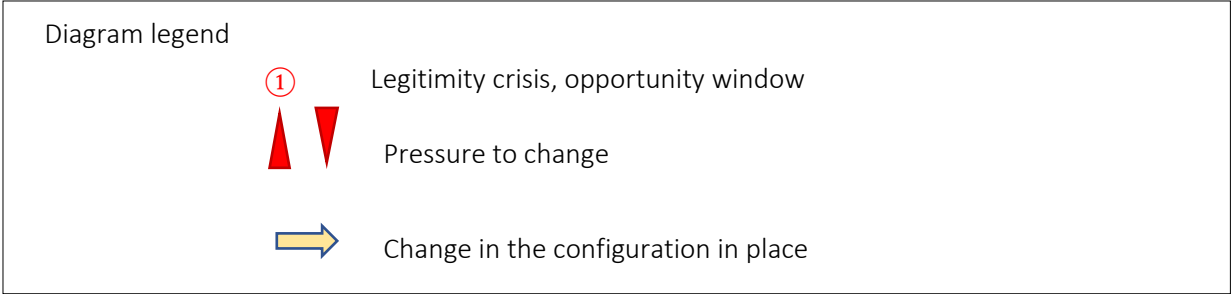 Diagram legend
① Legitimity crisis, opportunity window
Pressure to change
Change in the configuration in place